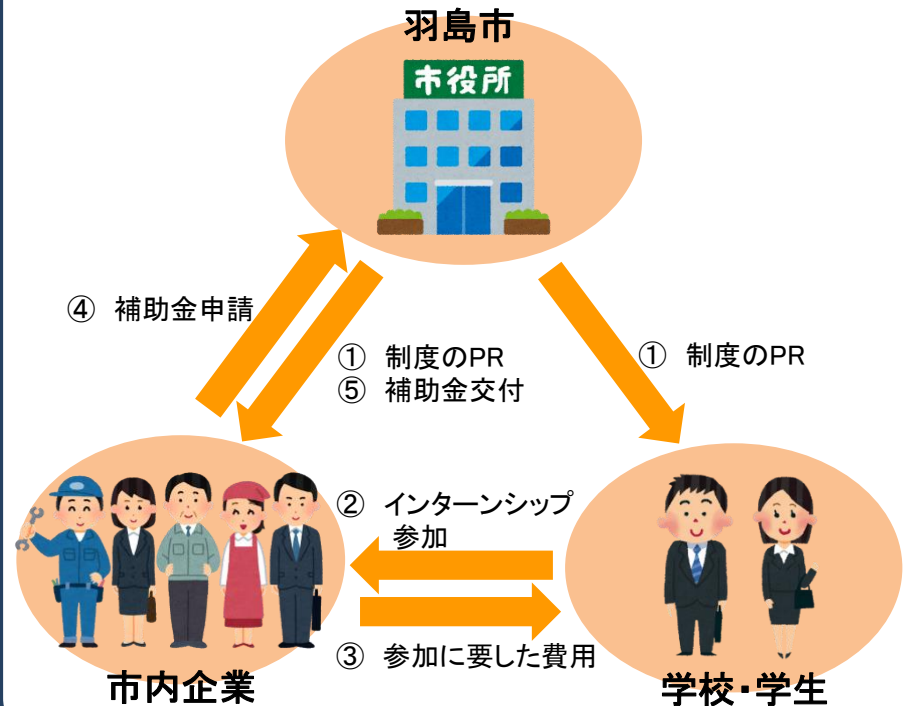 羽島市
市役所
④ 補助金申請
① 制度のPR
⑤ 補助金交付
① 制度のPR
② インターンシップ
参加
③ 参加に要した費用
市内企業
学校・学生